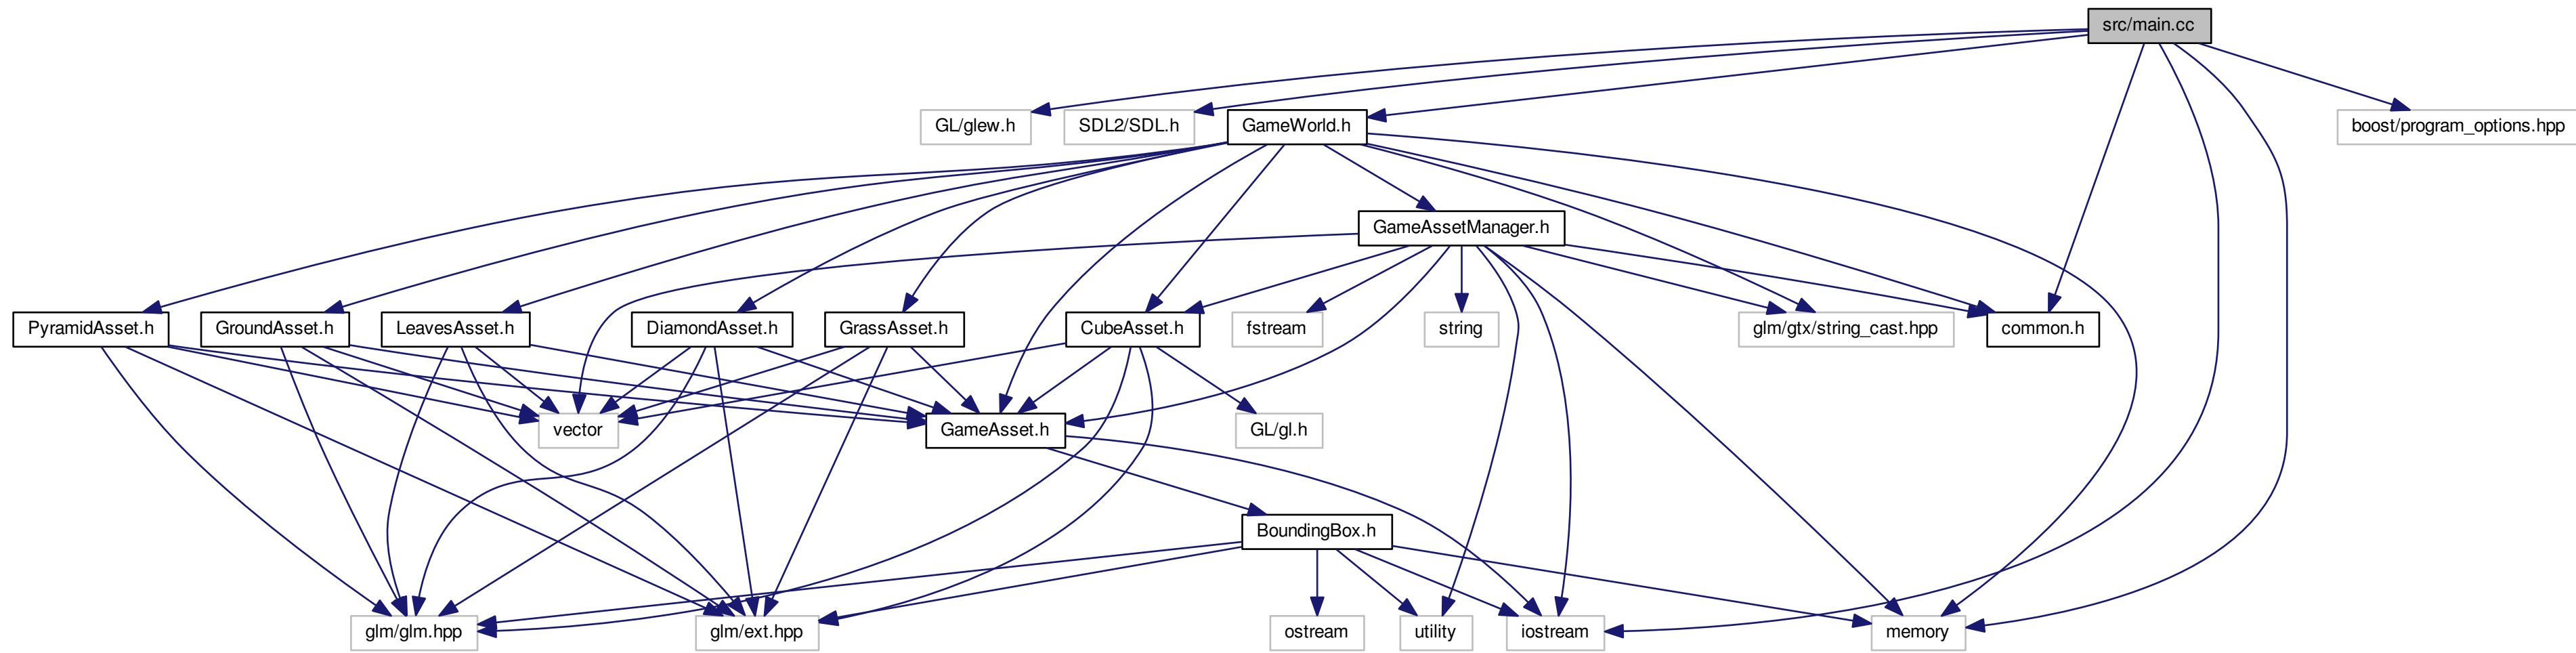 src/main.cc
GL/glew.h
SDL2/SDL.h
GameWorld.h
boost/program_options.hpp
GameAssetManager.h
PyramidAsset.h
GroundAsset.h
LeavesAsset.h
DiamondAsset.h
GrassAsset.h
CubeAsset.h
fstream
string
glm/gtx/string_cast.hpp
common.h
vector
GameAsset.h
GL/gl.h
BoundingBox.h
glm/glm.hpp
glm/ext.hpp
ostream
utility
iostream
memory